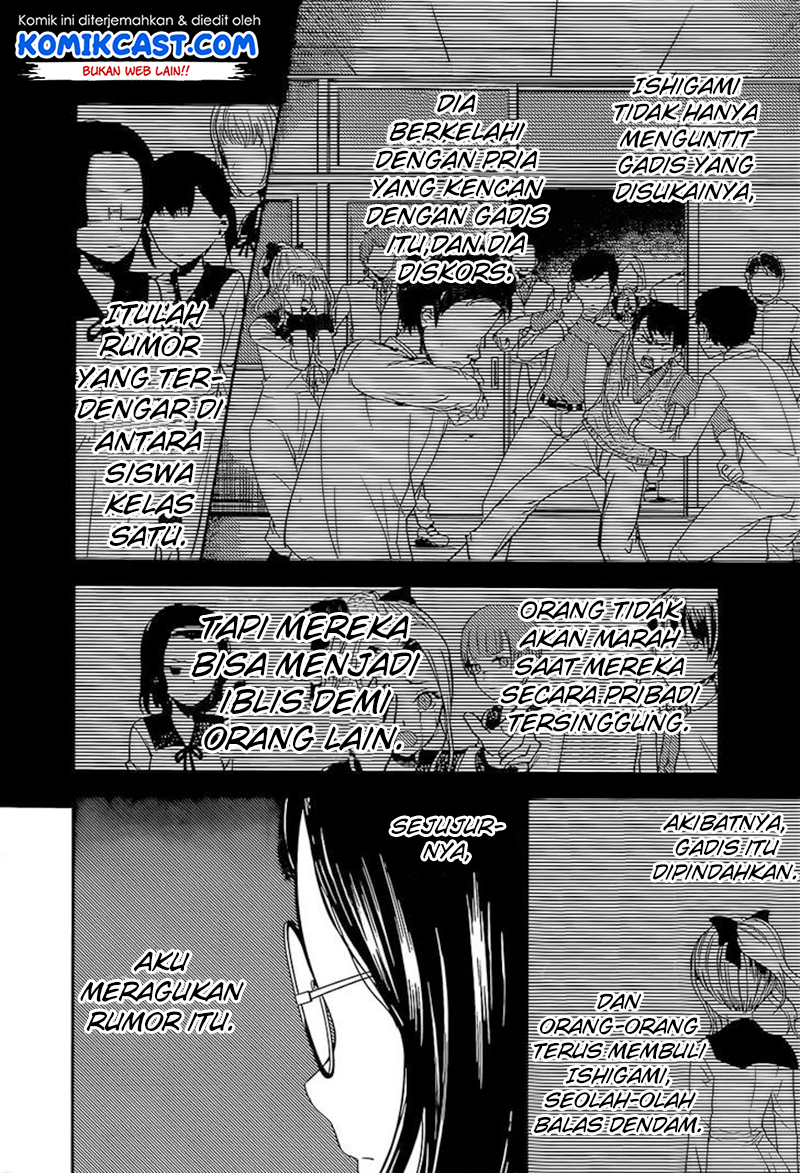 Komik ini diterjemahkan & diedit oleh
KOMIKCAST.COM
BUKAN WEB LAIN!!
ISHIGAMI
TIDAK HANYA
MENGUNTIT
GADIS YANG
DISUKAINYA,
DIA
BERKELAHI
DENGAN PRIA
YANG KENCAN
DENGAN GADIS
ITU,DAN DIA
DISKORS.
ITULAH
RUMOR
YANG TER-
DENGAR DI
ANTARA
SISWA
KELAS
SATU.
ORANG TIDAK
AKAN MARAH
SAAT MEREKA
SECARA PRIBADI
TERSINGGUNG.
TAPI MEREKA
BISA MENJADI
IBLIS DEMI
ORANG LAIN.
AKIBATNYA,
GADIS ITU
DIPINDAHKAN.
DAN
ORANG-ORANG
TERUS MEMBULI
ISHIGAMI,
SEOLAH-OLAH
BALAS DENDAM.
SEJUJUR-
NYA,
AKU
MERAGUKAN
RUMOR ITU.